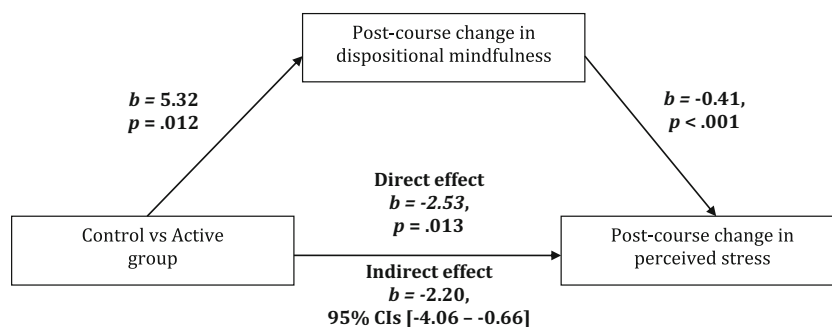 Post-course change in
dispositional mindfulness
b = 5.32
p = .012
b = -0.41,
p < .001
Direct effect
b = -2.53,
p = .013
Control vs Active
group
Post-course change in
perceived stress
Indirect effect
b = -2.20,
95% CIs [-4.06 – -0.66]